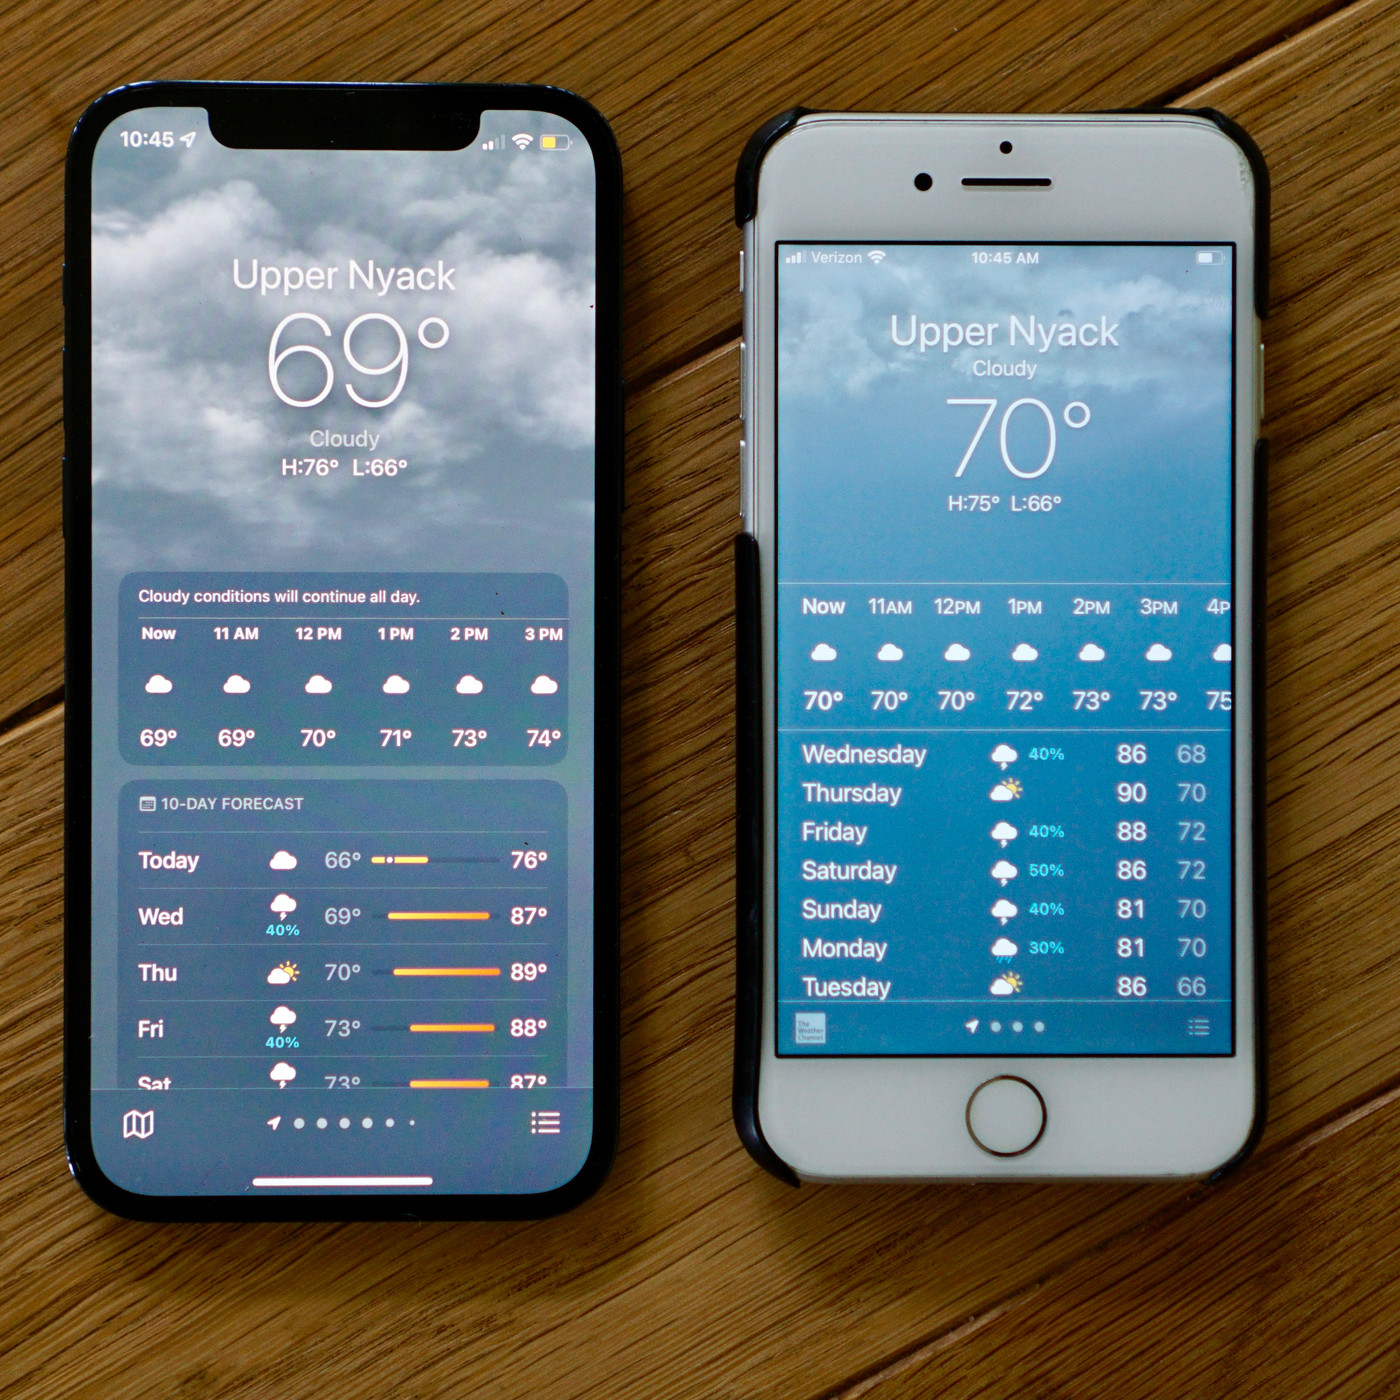 10:45
Upper Nyack
69°
Cloudy
H:76° L:66°
Cloudy conditions will continue all day.
Now 11 AM 12 PM 1 PM 2 PM 3 PM
69° 69° 70° 71° 73° 74°
10-DAY FORECAST
Today 66° 76°
Wed 40% 69° 87°
Thu 70° 89°
Fri 40% 73° 88°
Sat 73° 87°
Verizon 10:45 AM
Upper Nyack
Cloudy
70°
H:75° L:66°
Now 11AM 12PM 1PM 2PM 3PM 4P
70° 70° 70° 72° 73° 73° 75
Wednesday 40% 86 68
Thursday 90 70
Friday 40% 88 72
Saturday 50% 86 72
Sunday 40% 81 70
Monday 30% 81 70
Tuesday 86 66
The
Weather
Channel